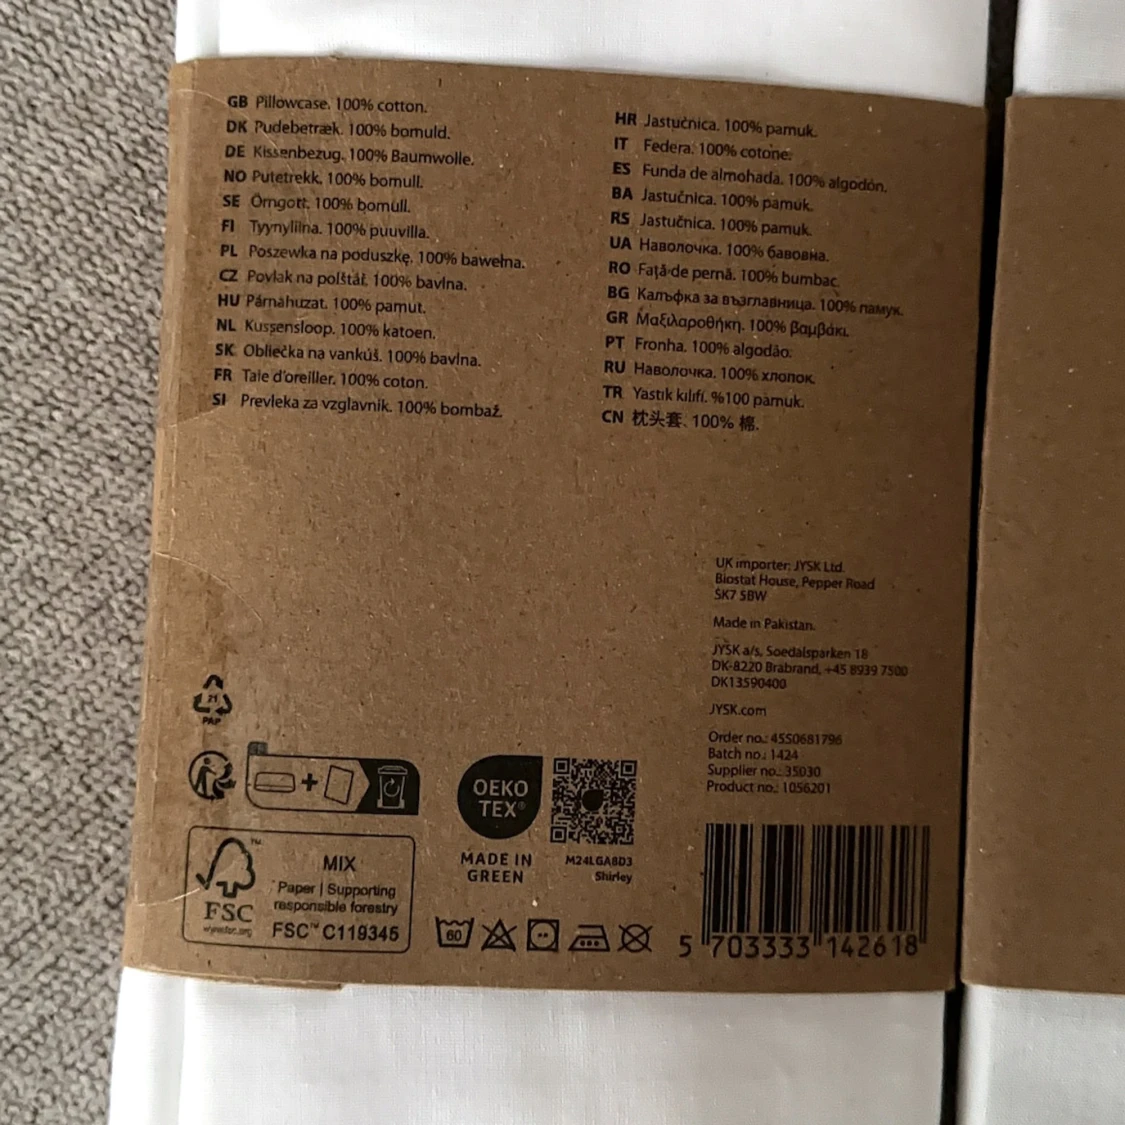 GB Pillowcase. 100% cotton.
DK Pudebetræk. 100% bomuld.
DE Kissenbezug. 100% Baumwolle.
NO Putetrekk. 100% bomull.
SE Örngott. 100% bomull.
FI Tyynyliina. 100% puuvilla.
PL Poszewka na poduszkę. 100% bawełna.
CZ Povlak na polštář. 100% bavlna.
HU Párnahuzat. 100% pamut.
NL Kussensloop. 100% katoen.
SK Obliečka na vankúš. 100% bavlna.
FR Taie d'oreiller. 100% coton.
SI Prevleka za vzglavnik. 100% bombaž.
HR Jastučnica. 100% pamuk.
IT Federa. 100% cotone.
ES Funda de almohada. 100% algodón.
BA Jastučnica. 100% pamuk.
RS Jastučnica. 100% pamuk.
UA Наволочка. 100% бавовна.
RO Față de pernă. 100% bumbac.
BG Калъфка за възглавница. 100% памук.
GR Μαξιλαροθήκη. 100% βαμβάκι.
PT Fronha. 100% algodão.
RU Наволочка. 100% хлопок.
TR Yastık kılıfı. %100 pamuk.
CN 枕头套. 100% 棉.
UK importer: JYSK Ltd.
Biostat House, Pepper Road
SK7 5BW
Made in Pakistan.
JYSK a/s, Soedalsparken 18
DK-8220 Brabrand, +45 8939 7500
DK13590400
JYSK.com
Order no.: 4550681796
Batch no.: 1424
Supplier no.: 35030
Product no.: 1056201
21
PAP
OEKO
TEX®
MADE IN
GREEN
M24LGA8D3
Shirley
FSC
™
www.fsc.org
MIX
Paper | Supporting
responsible forestry
FSC™ C119345
60
5 703333 142618